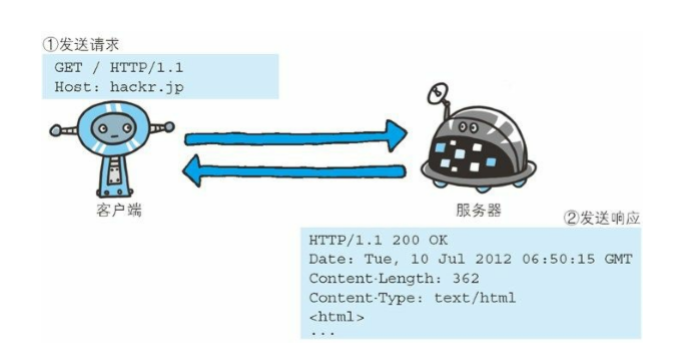 ①发送请求
GET / HTTP/1.1
Host: hackr.jp
客户端
服务器
②发送响应
HTTP/1.1 200 OK
Date: Tue, 10 Jul 2012 06:50:15 GMT
Content-Length: 362
Content-Type: text/html
<html>
...